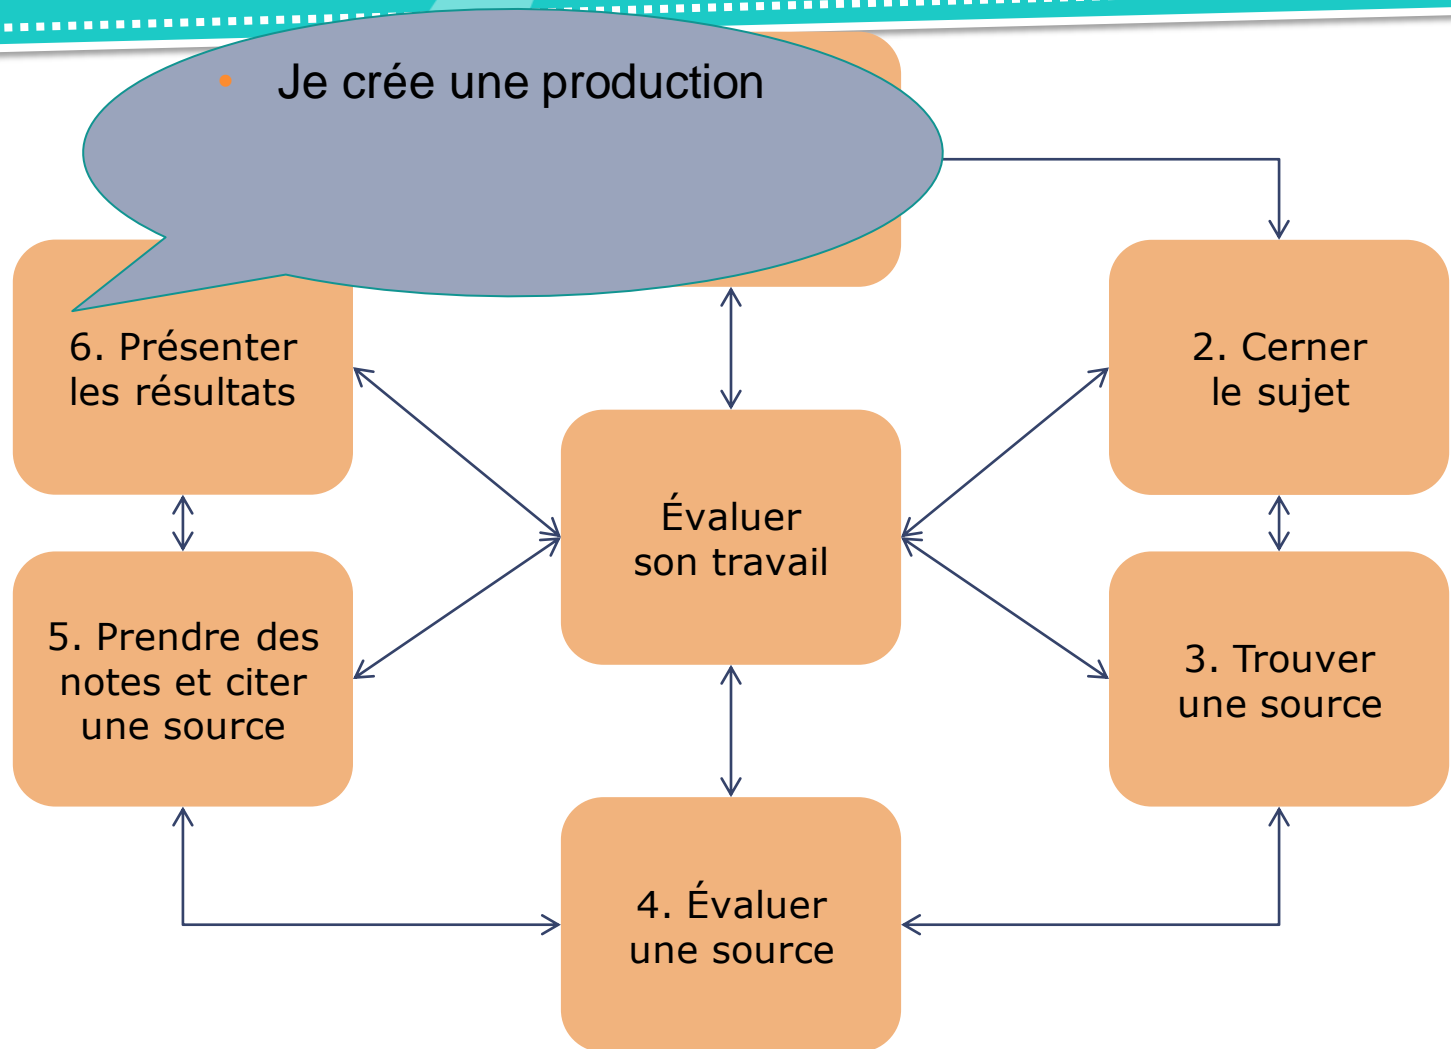 • Je crée une production
6. Présenter
les résultats
2. Cerner
le sujet
Évaluer
son travail
5. Prendre des
notes et citer
une source
3. Trouver
une source
4. Évaluer
une source